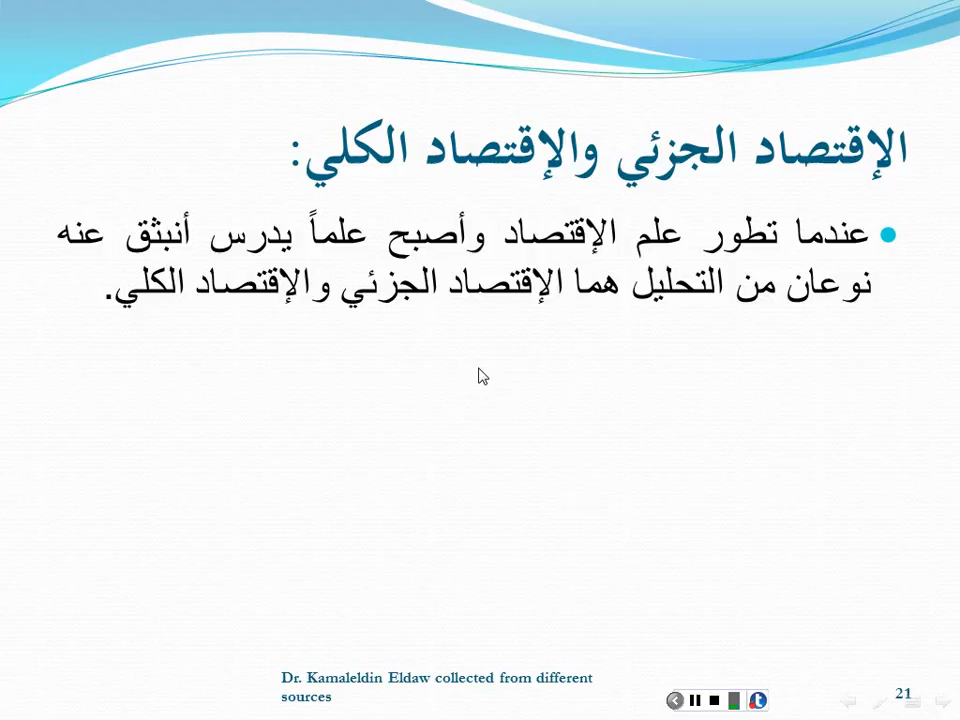 الإقتصاد الجزئي والإقتصاد الكلي:
عندما تطور علم الإقتصاد وأصبح علماً يدرس أنبثق عنه
نوعان من التحليل هما الإقتصاد الجزئي والإقتصاد الكلي.
Dr. Kamaleldin Eldaw collected from different
sources
21